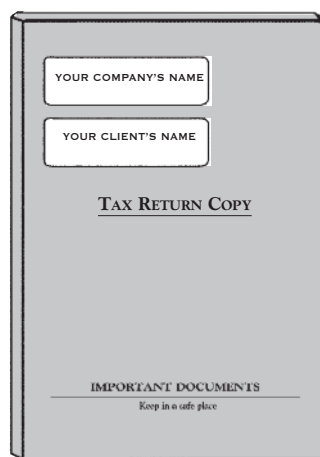 YOUR COMPANY'S NAME
YOUR CLIENT'S NAME
TAX RETURN COPY
IMPORTANT DOCUMENTS
Keep in a safe place